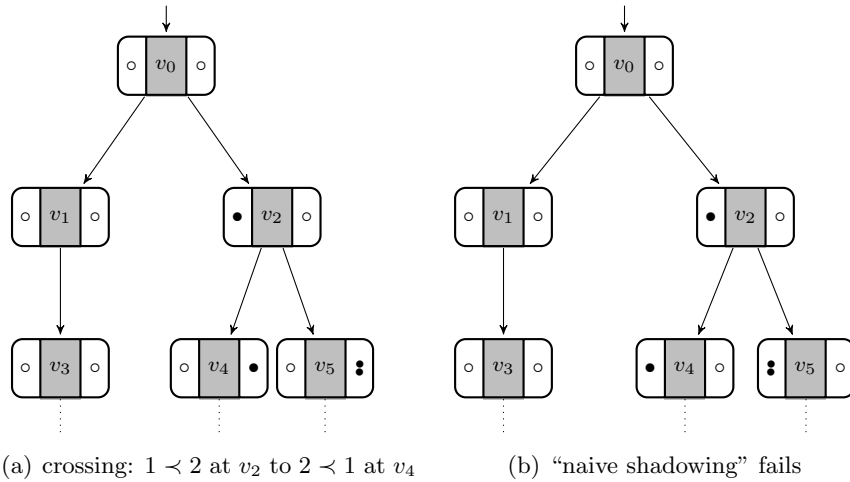 v₀ v₀
v₁ v₂ v₁ v₂
v₃ v₄ v₅ v₃ v₄ v₅
(a) crossing: 1 ≺ 2 at v₂ to 2 ≺ 1 at v₄ (b) “naive shadowing” fails